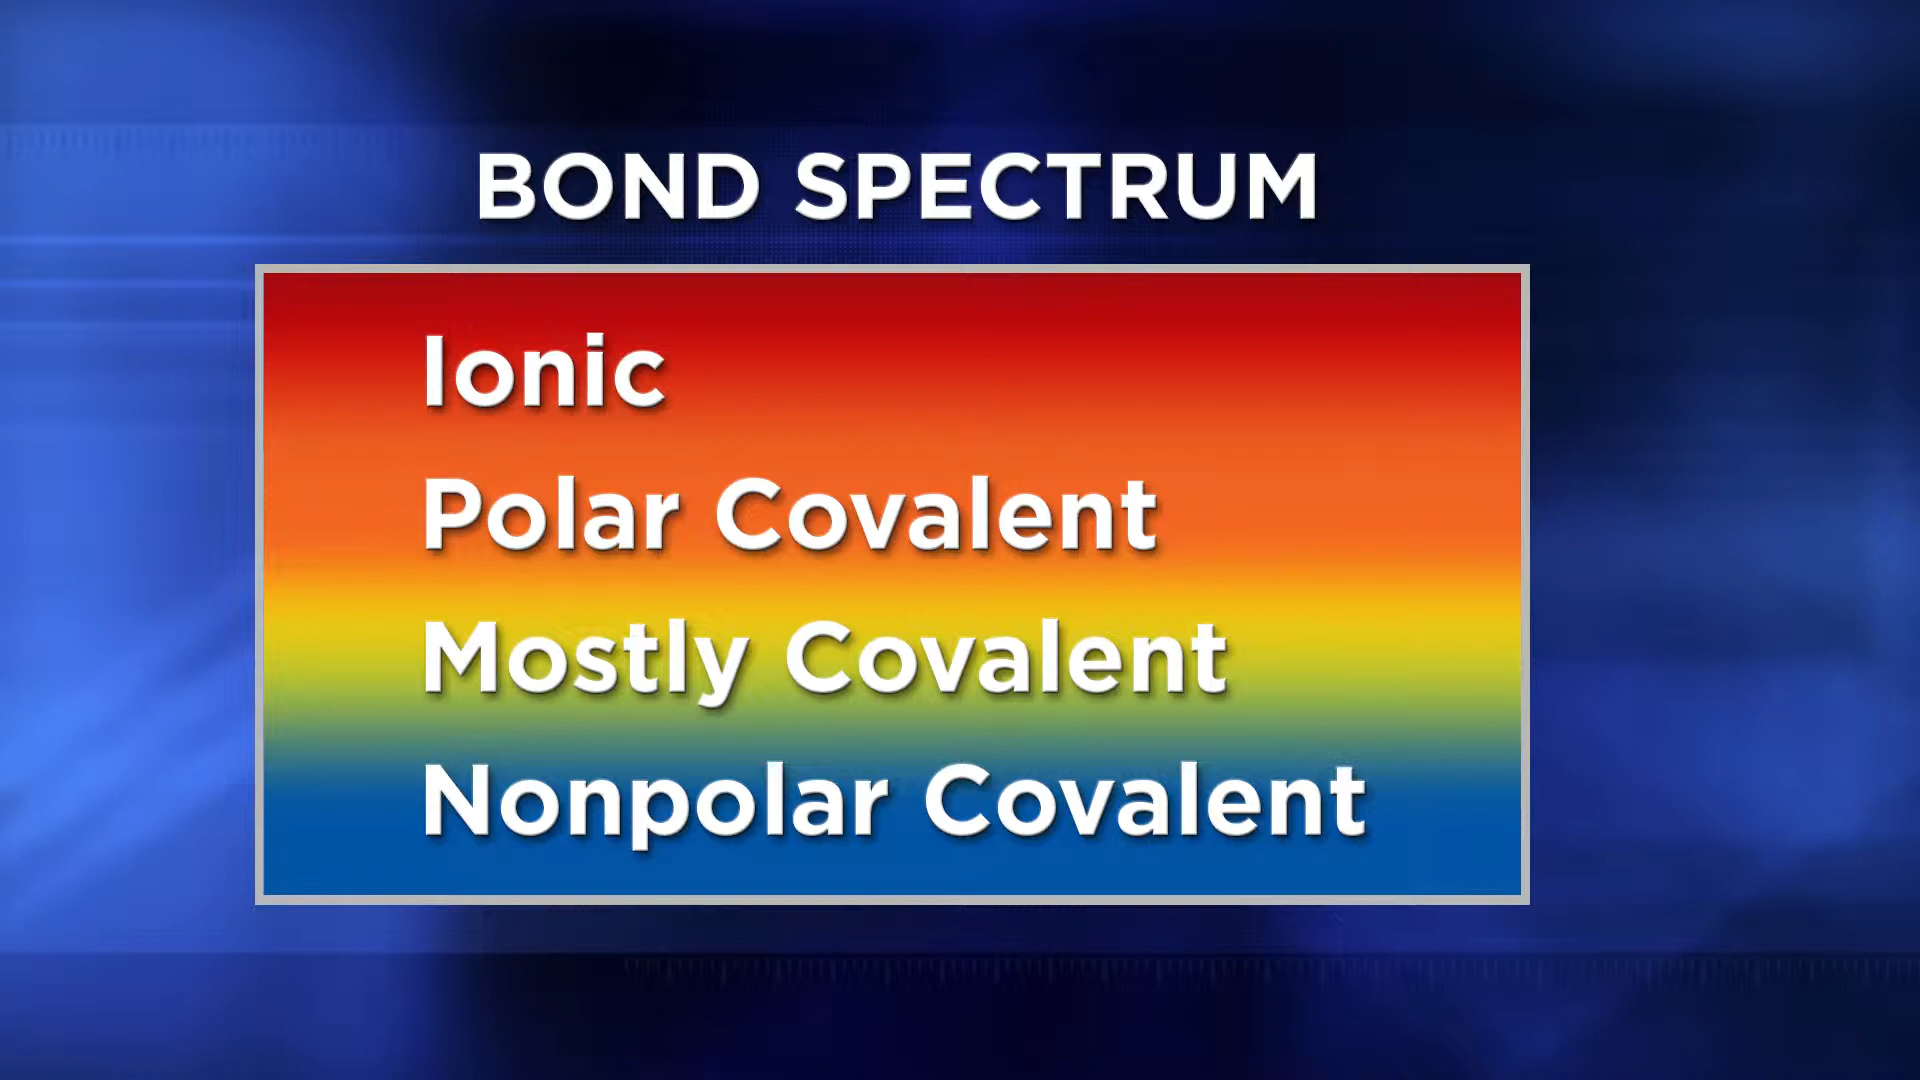 BOND SPECTRUM
Ionic
Polar Covalent
Mostly Covalent
Nonpolar Covalent